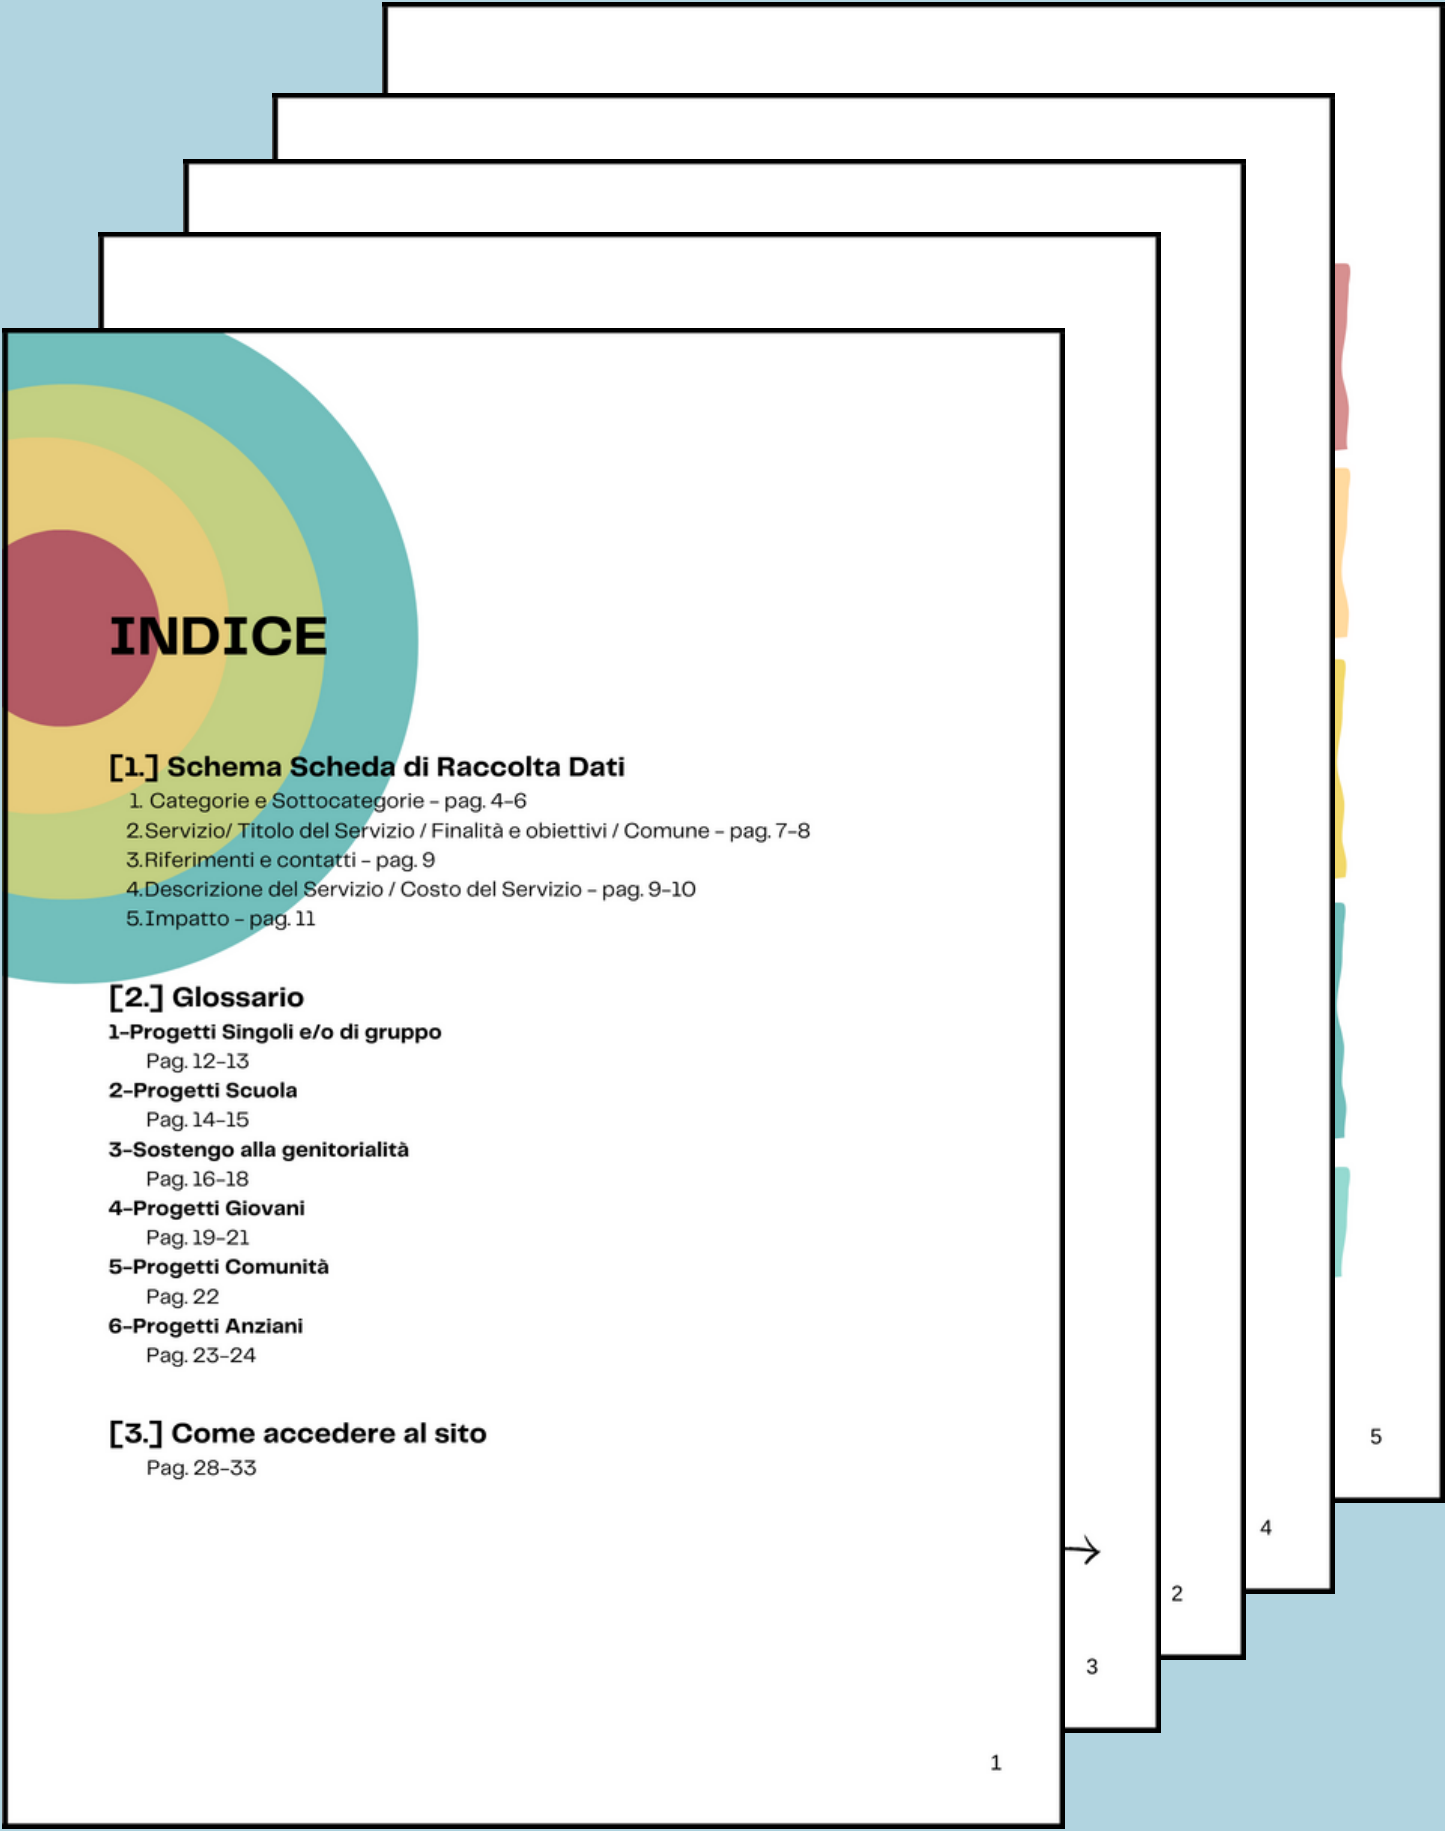 INDICE
[1.] Schema Scheda di Raccolta Dati
1. Categorie e Sottocategorie - pag. 4-6
2.Servizio/ Titolo del Servizio / Finalità e obiettivi / Comune - pag. 7-8
3.Riferimenti e contatti - pag. 9
4.Descrizione del Servizio / Costo del Servizio - pag. 9-10
5.Impatto - pag. 11
[2.] Glossario
1-Progetti Singoli e/o di gruppo
Pag. 12-13
2-Progetti Scuola
Pag. 14-15
3-Sostengo alla genitorialità
Pag. 16-18
4-Progetti Giovani
Pag. 19-21
5-Progetti Comunità
Pag. 22
6-Progetti Anziani
Pag. 23-24
[3.] Come accedere al sito
Pag. 28-33
1
3
2
4
5